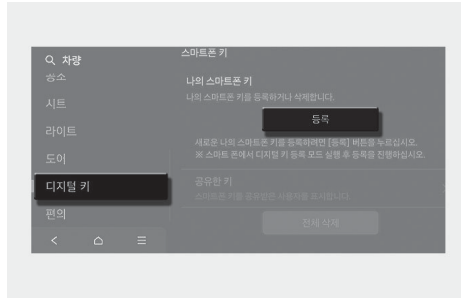 차량
공조
시트
라이트
도어
디지털 키
편의
스마트폰 키
나의 스마트폰 키
나의 스마트폰 키를 등록하거나 삭제합니다.
등록
새로운 나의 스마트폰 키를 등록하려면 [등록] 버튼을 누르십시오.
※ 스마트 폰에서 디지털 키 등록 모드 실행 후 등록을 진행하십시오.
공유한 키
스마트폰 키를 공유받은 사용자를 표시합니다.
전체 삭제